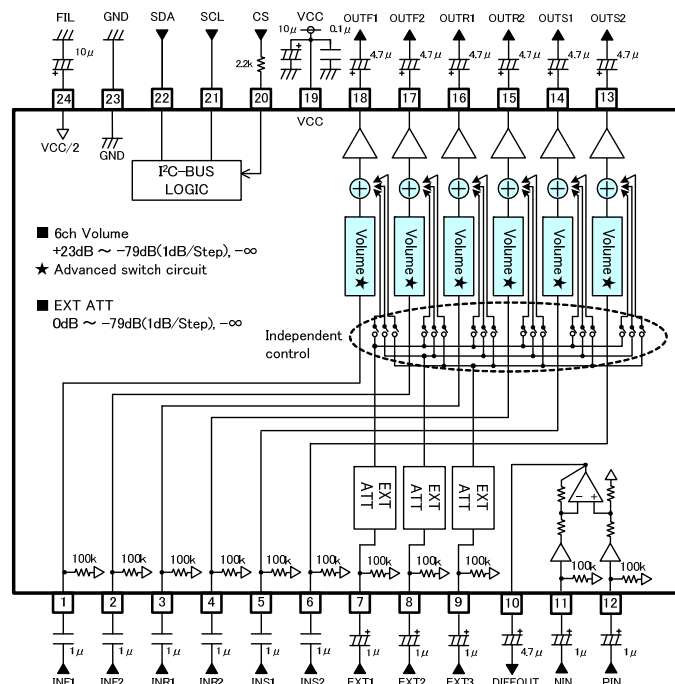 FIL GND SDA SCL CS VCC OUTF1 OUTF2 OUTR1 OUTR2 OUTS1 OUTS2
10μ 2.2k 10μ 0.1μ 4.7μ 4.7μ 4.7μ 4.7μ 4.7μ 4.7μ
24 23 22 21 20 19 18 17 16 15 14 13
VCC/2 GND VCC
I²C-BUS
LOGIC
■ 6ch Volume
+23dB ~ -79dB(1dB/Step), -∞
★ Advanced switch circuit
■ EXT ATT
0dB ~ -79dB(1dB/Step), -∞
Volume★ Volume★ Volume★ Volume★ Volume★ Volume★
Independent
control
EXT ATT EXT ATT EXT ATT
- +
100k 100k 100k 100k 100k 100k 100k 100k 100k 100k 100k
1 2 3 4 5 6 7 8 9 10 11 12
1μ 1μ 1μ 1μ 1μ 1μ 1μ 1μ 1μ 4.7μ 1μ 1μ
INF1 INF2 INR1 INR2 INS1 INS2 EXT1 EXT2 EXT3 DIFFOUT NIN PIN